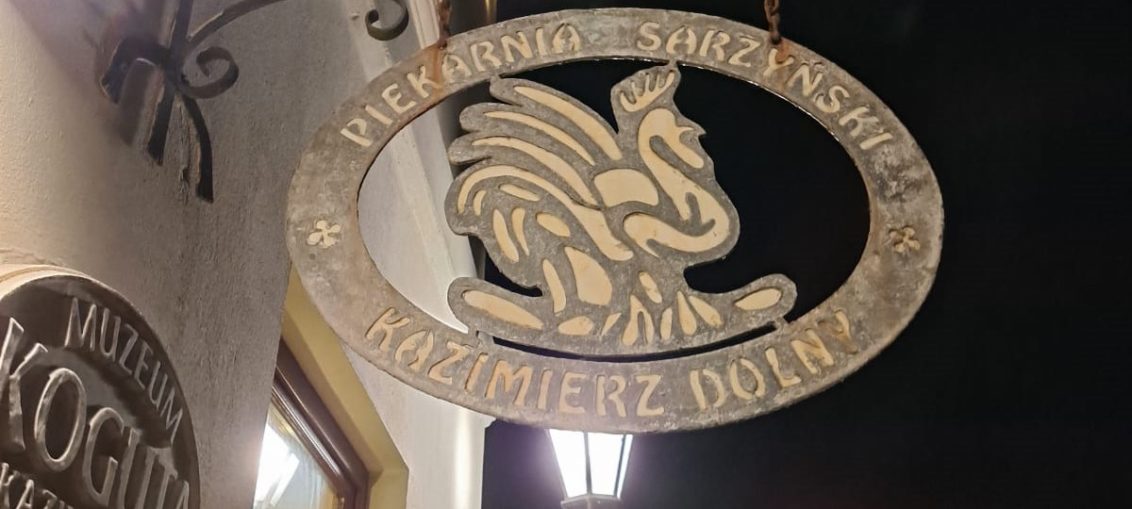 PIEKARNIA SARZYŃSKI
KAZIMIERZ DOLNY
MUZEUM
KOGUTA